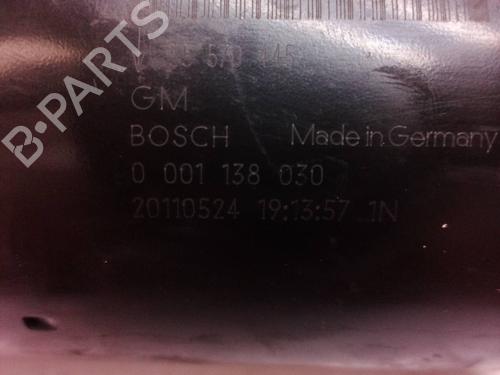 GM
BOSCH Made in Germany
0 001 138 030
20110524 19:13:57 1N
B-PARTS